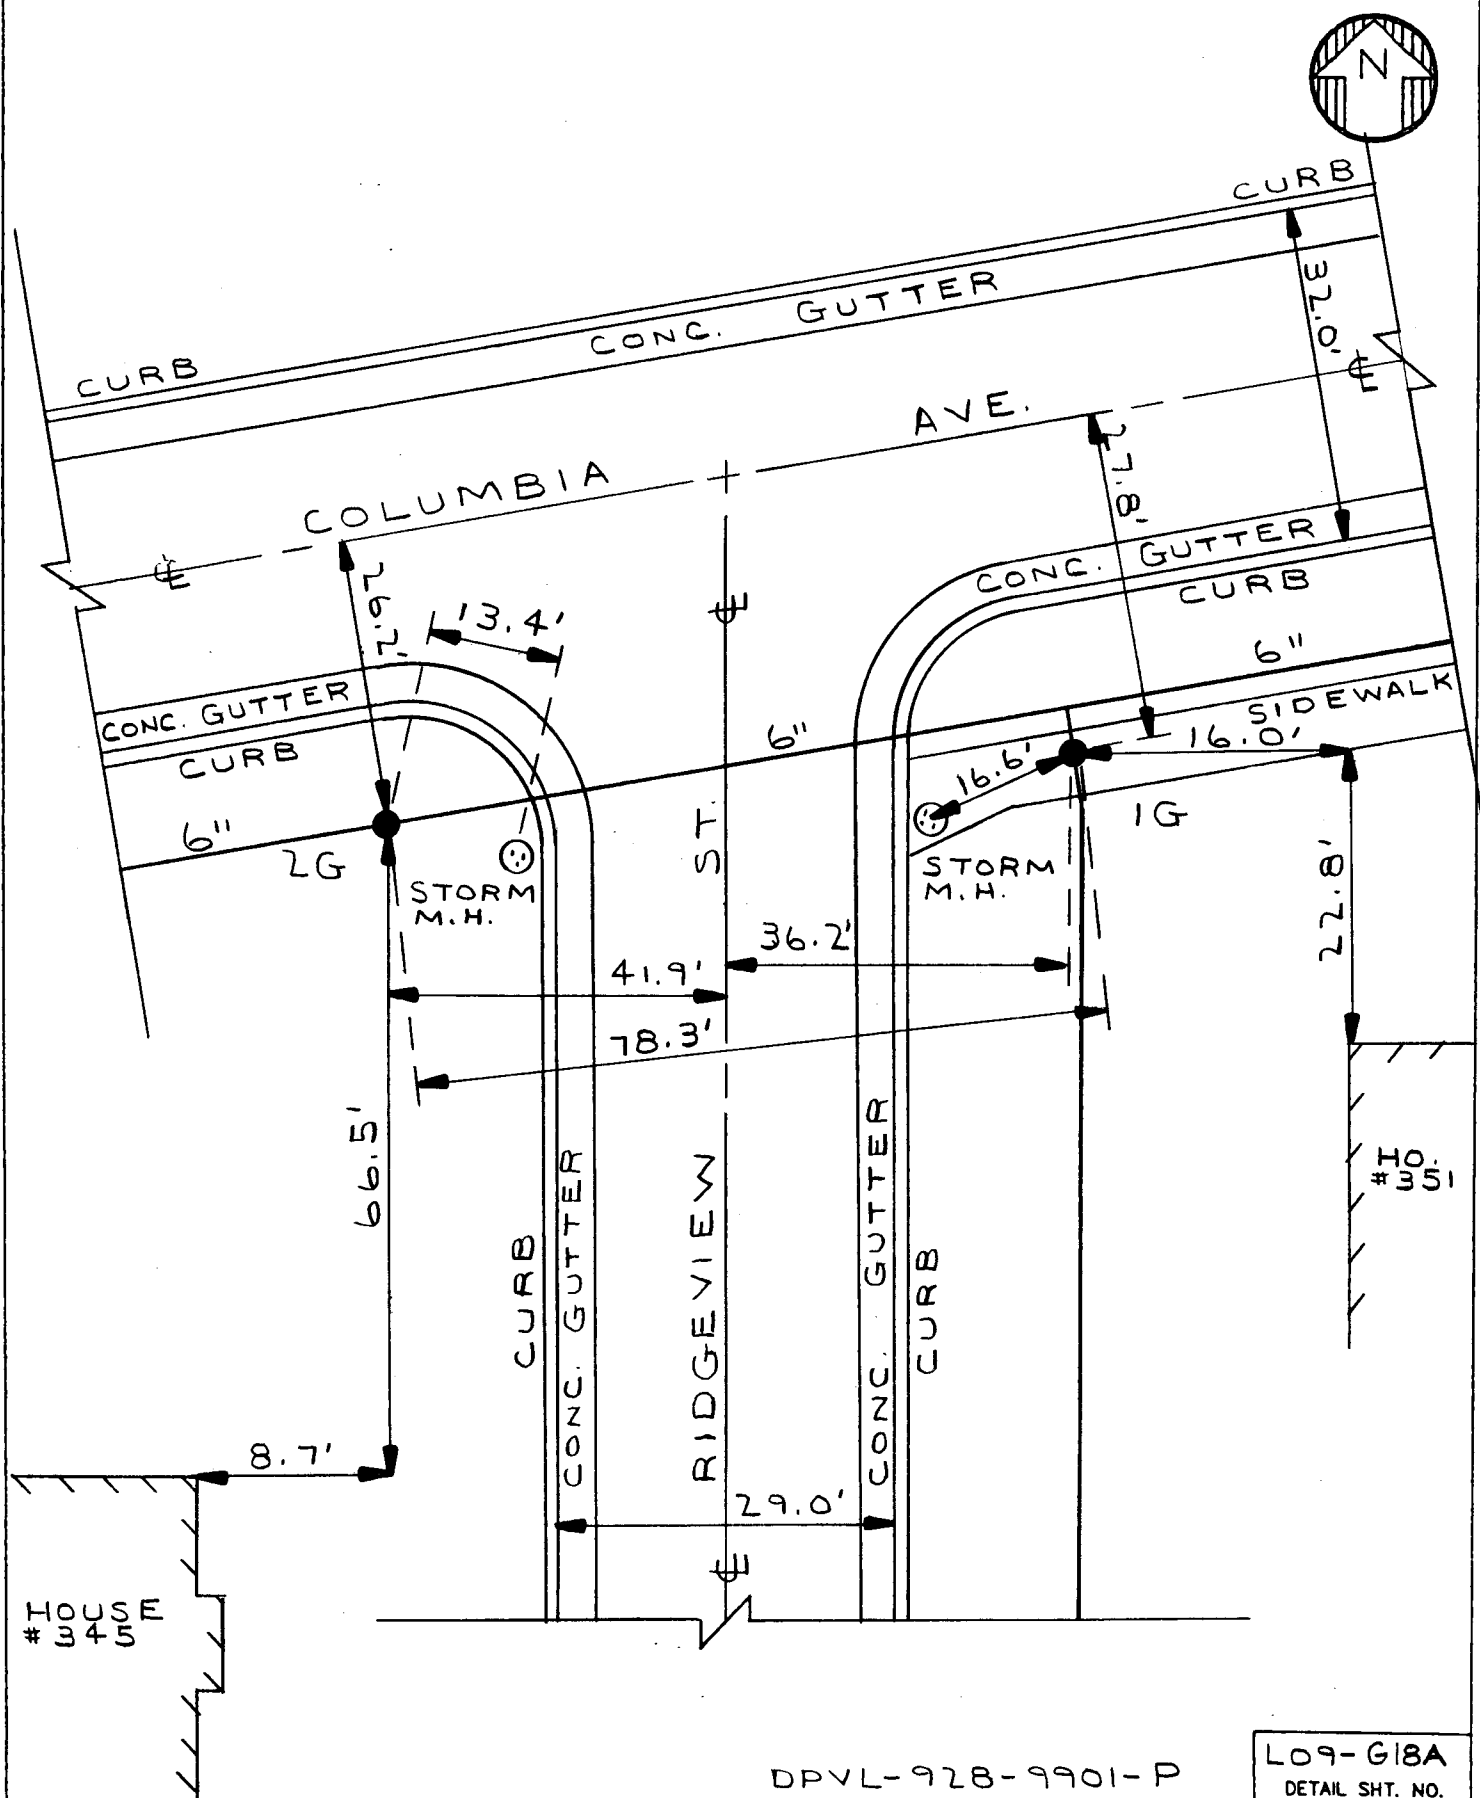 N
CURB
CONC. GUTTER
CURB
32.0'
℄
COLUMBIA AVE.
27.8'
℄
26.2'
13.4'
℄
CONC. GUTTER
CURB
CONC. GUTTER
CURB
6"
SIDEWALK
6"
16.0'
16.6'
6"
2G
1G
STORM
M.H.
STORM
M.H.
22.8'
36.2'
41.9'
78.3'
66.5'
HO.
#351
RIDGEVIEW ST.
CURB
CONC. GUTTER
CONC. GUTTER
CURB
8.7'
29.0'
℄
HOUSE
#345
DPVL-928-9901-P
L09-G18A
DETAIL SHT. NO.